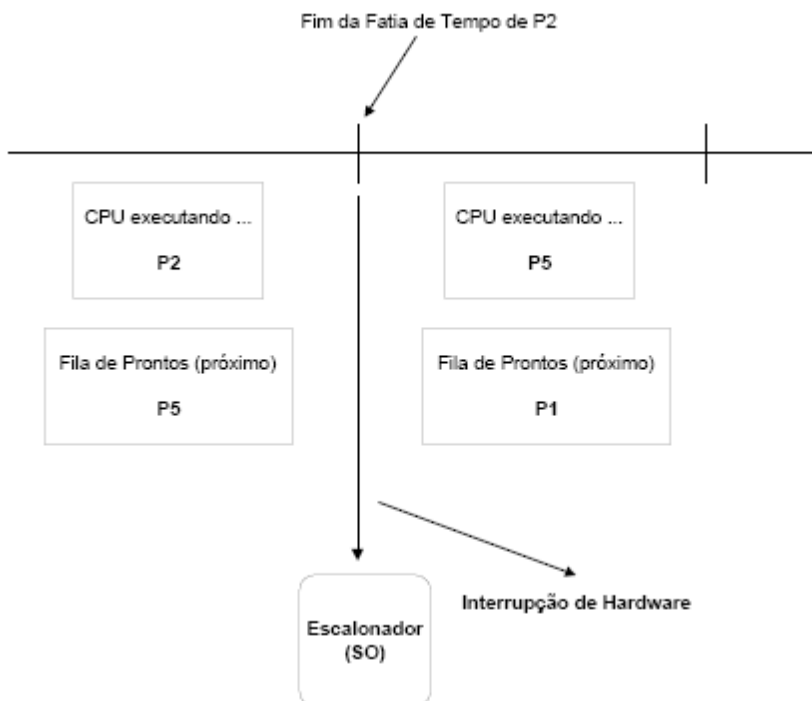 Fim da Fatia de Tempo de P2
CPU executando ...
P2
CPU executando ...
P5
Fila de Prontos (próximo)
P5
Fila de Prontos (próximo)
P1
Interrupção de Hardware
Escalonador
(SO)